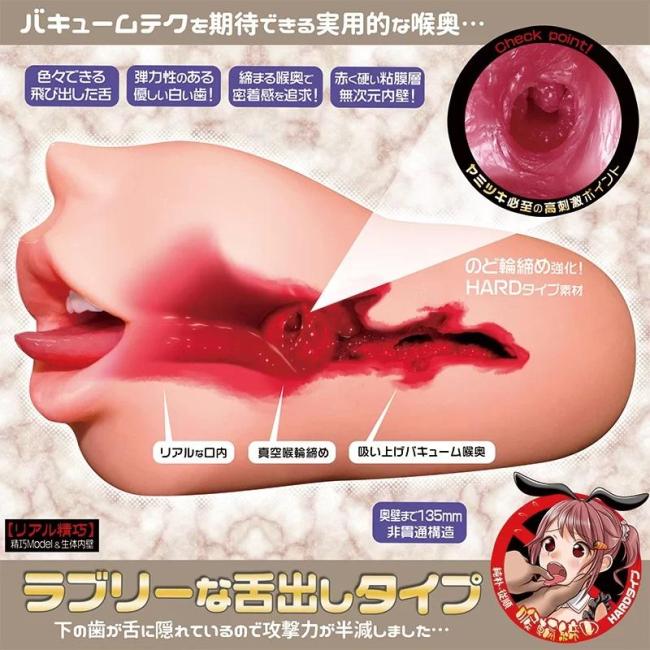 バキュームテクを期待できる実用的な喉奥…
色々できる
飛び出した舌
弾力性のある
優しい白い歯!
締まる喉奥で
密着感を追求!
赤く硬い粘膜層
無次元内壁!
Check point!
ヤミツキ必至の高刺激ポイント
のど輪締め強化!
HARDタイプ素材
リアルな口内
真空喉輪締め
吸い上げバキューム喉奥
奥壁まで135mm
非貫通構造
【リアル精巧】
精巧Model&生体内壁
ラブリーな舌出しタイプ
下の歯が舌に隠れているので攻撃力が半減しました…
HARDタイプ